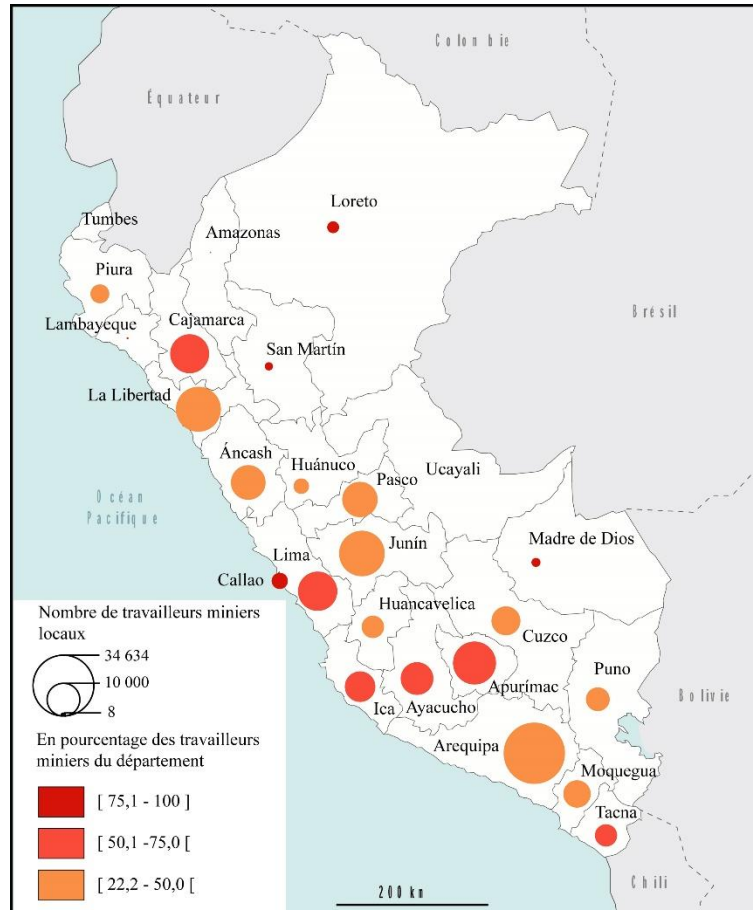 Colombie
Équateur
Loreto
Tumbes
Amazonas
Piura
Brésil
Lambayeque
Cajamarca
San Martín
La Libertad
Áncash
Huánuco
Pasco
Ucayali
Océan
Pacifique
Junín
Madre de Dios
Lima
Callao
Huancavelica
Cuzco
Puno
Apurímac
Ica
Ayacucho
Bolivie
Arequipa
Moquegua
Tacna
Chili
Nombre de travailleurs miniers
locaux
34 634
10 000
8
En pourcentage des travailleurs
miniers du département
[ 75,1 - 100 ]
[ 50,1 -75,0 [
[ 22,2 - 50,0 [
200 km